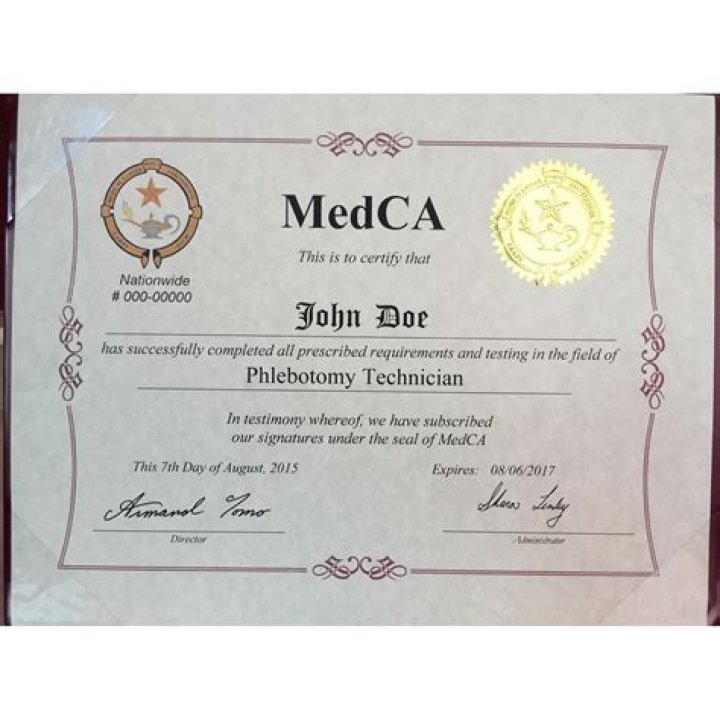 MedCA
This is to certify that
Nationwide
# 000-00000
John Doe
has successfully completed all prescribed requirements and testing in the field of
Phlebotomy Technician
In testimony whereof, we have subscribed
our signatures under the seal of MedCA
This 7th Day of August, 2015
Expires: 08/06/2017
Director
Administrator